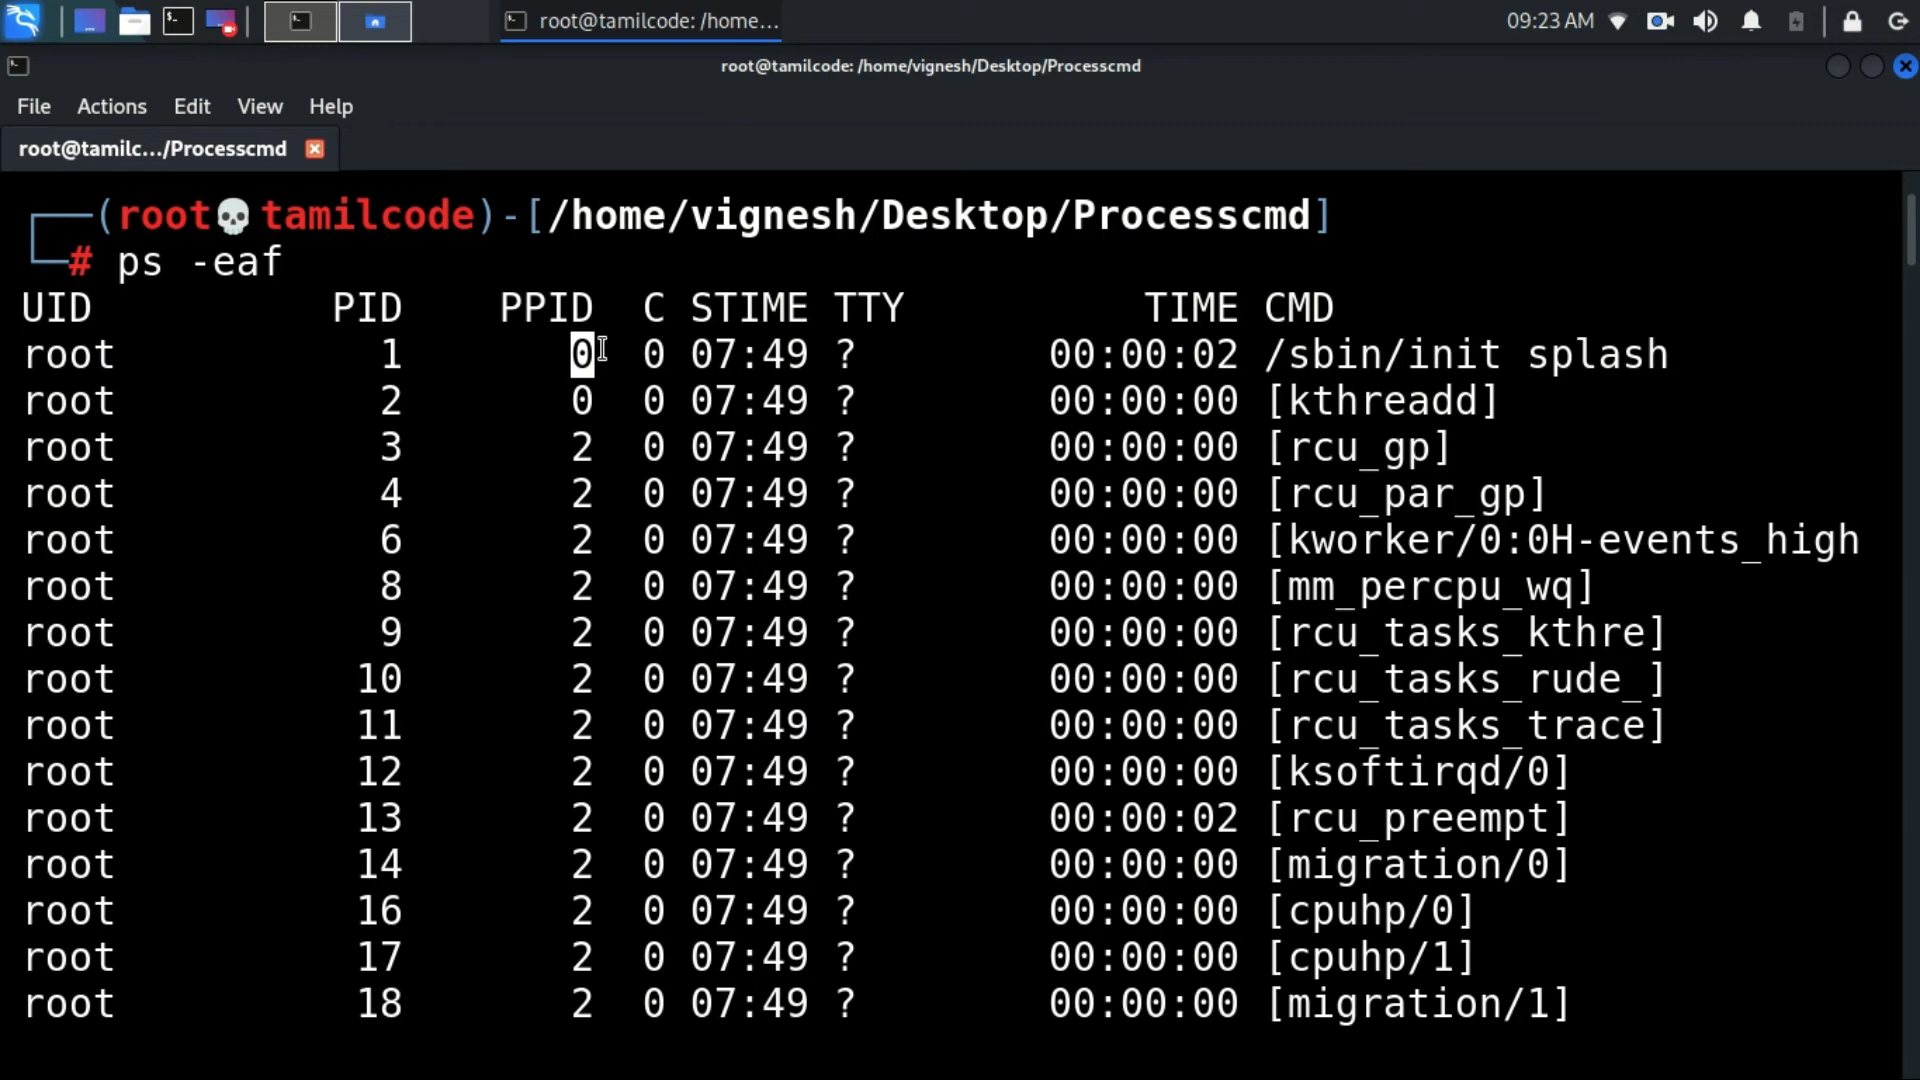 root@tamilcode: /home...
09:23 AM
root@tamilcode: /home/vignesh/Desktop/Processcmd
File Actions Edit View Help
root@tamilc.../Processcmd
(root💀tamilcode)-[/home/vignesh/Desktop/Processcmd]
# ps -eaf
UID PID PPID C STIME TTY TIME CMD
root 1 0 0 07:49 ? 00:00:02 /sbin/init splash
root 2 0 0 07:49 ? 00:00:00 [kthreadd]
root 3 2 0 07:49 ? 00:00:00 [rcu_gp]
root 4 2 0 07:49 ? 00:00:00 [rcu_par_gp]
root 6 2 0 07:49 ? 00:00:00 [kworker/0:0H-events_high
root 8 2 0 07:49 ? 00:00:00 [mm_percpu_wq]
root 9 2 0 07:49 ? 00:00:00 [rcu_tasks_kthre]
root 10 2 0 07:49 ? 00:00:00 [rcu_tasks_rude_]
root 11 2 0 07:49 ? 00:00:00 [rcu_tasks_trace]
root 12 2 0 07:49 ? 00:00:00 [ksoftirqd/0]
root 13 2 0 07:49 ? 00:00:02 [rcu_preempt]
root 14 2 0 07:49 ? 00:00:00 [migration/0]
root 16 2 0 07:49 ? 00:00:00 [cpuhp/0]
root 17 2 0 07:49 ? 00:00:00 [cpuhp/1]
root 18 2 0 07:49 ? 00:00:00 [migration/1]